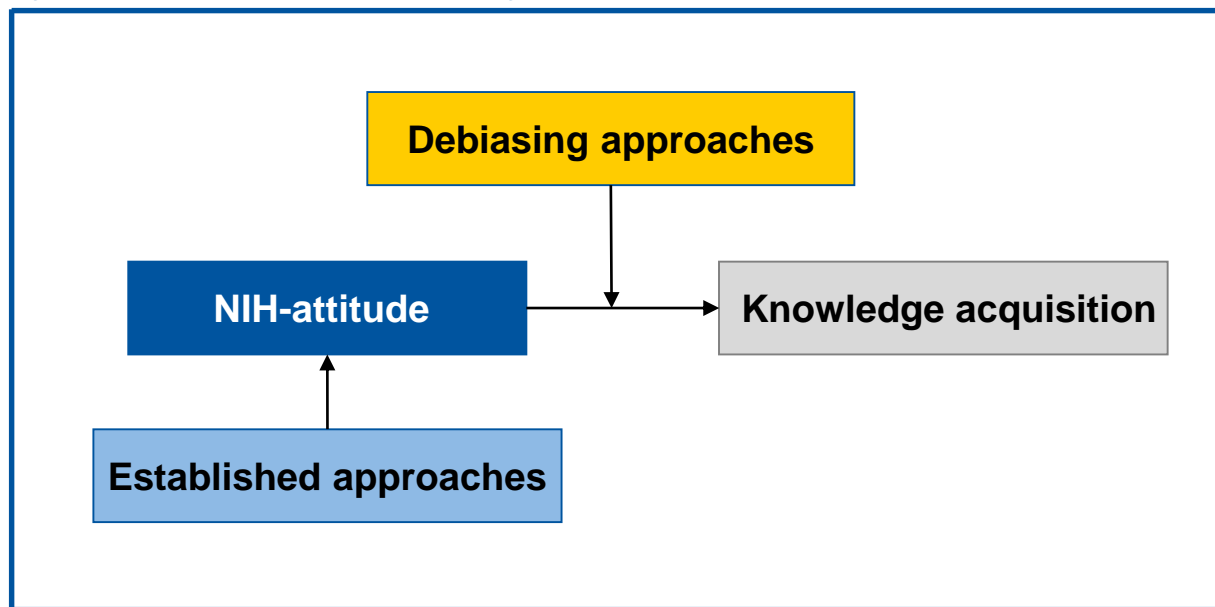 Debiasing approaches
NIH-attitude
Knowledge acquisition
Established approaches